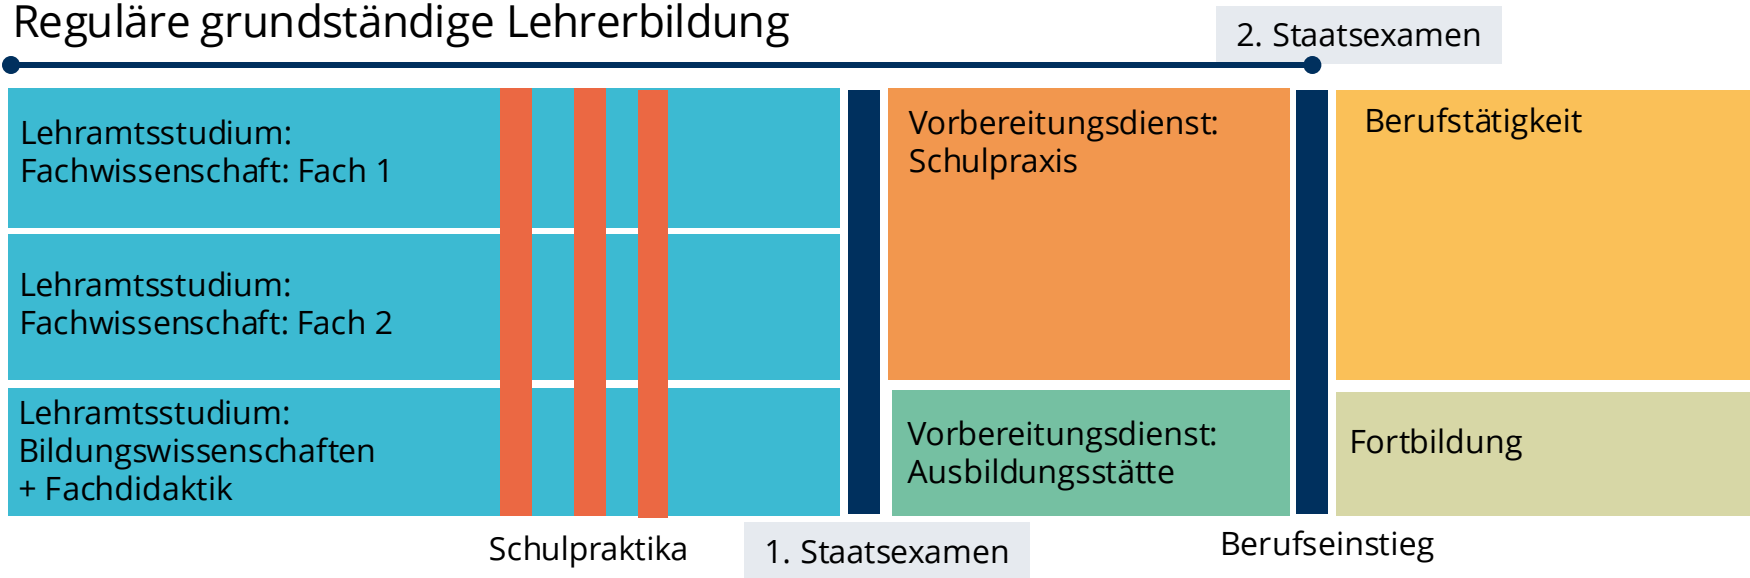 Reguläre grundständige Lehrerbildung
2. Staatsexamen
Lehramtsstudium:
Fachwissenschaft: Fach 1
Lehramtsstudium:
Fachwissenschaft: Fach 2
Lehramtsstudium:
Bildungswissenschaften
+ Fachdidaktik
Vorbereitungsdienst:
Schulpraxis
Vorbereitungsdienst:
Ausbildungsstätte
Berufstätigkeit
Fortbildung
Schulpraktika
1. Staatsexamen
Berufseinstieg